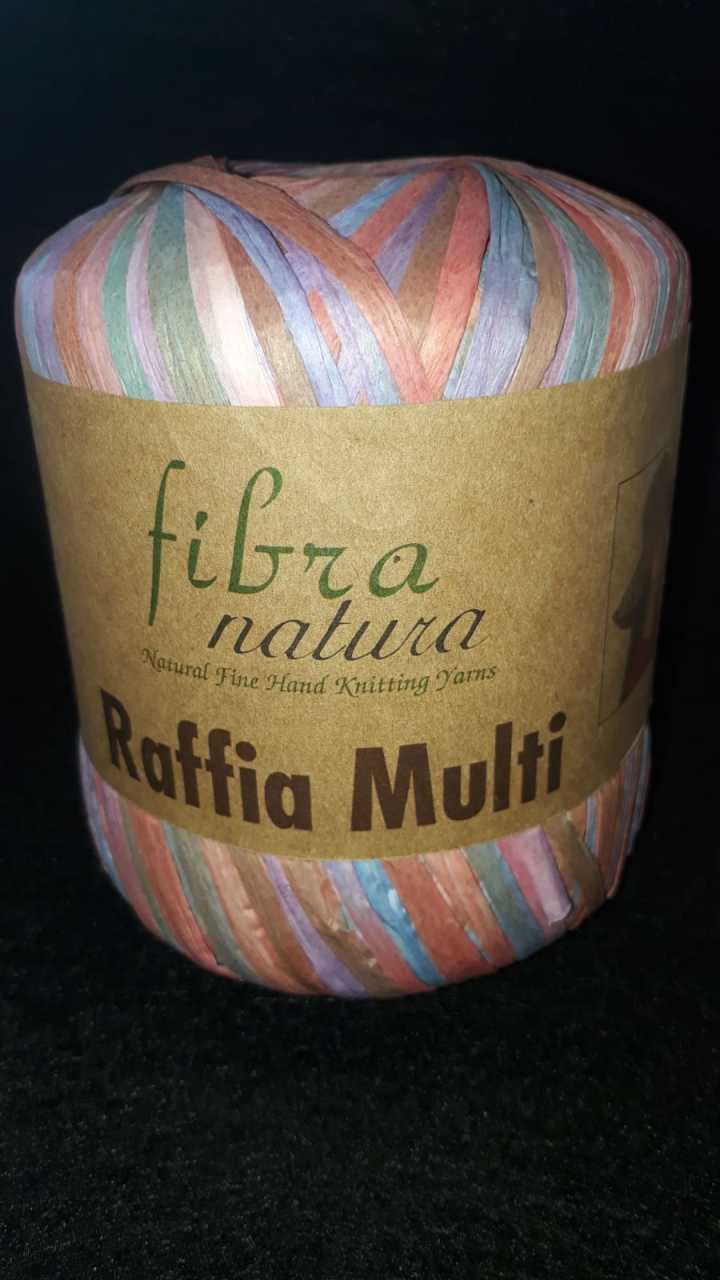 fibra
natura
Natural Fine Hand Knitting Yarns
Raffia Multi